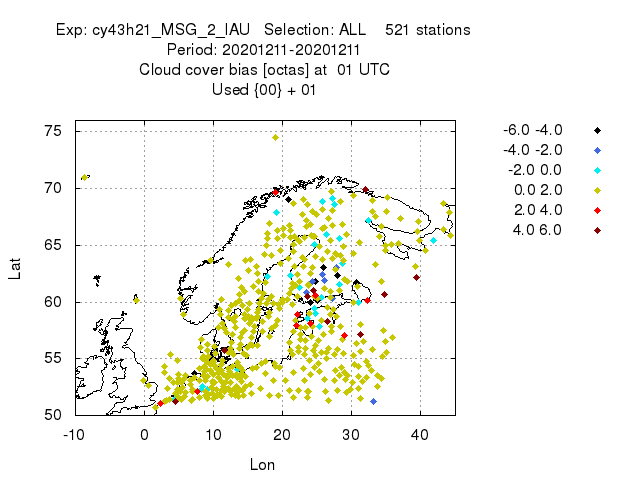 Exp: cy43h21_MSG_2_IAU Selection: ALL 521 stations
Period: 20201211-20201211
Cloud cover bias [octas] at 01 UTC
Used {00} + 01
-6.0 -4.0
-4.0 -2.0
-2.0 0.0
0.0 2.0
2.0 4.0
4.0 6.0
75
70
65
60
55
50
Lat
-10 0 10 20 30 40
Lon